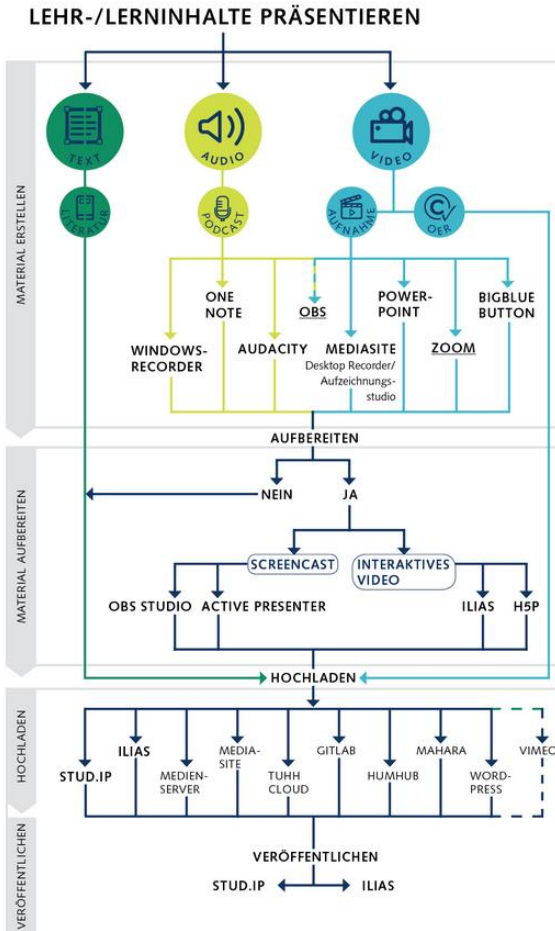 LEHR-/LERNINHALTE PRÄSENTIEREN
MATERIAL ERSTELLEN
TEXT
AUDIO
VIDEO
LITERATUR
PODCAST
AUFNAHME
OER
WINDOWS-
RECORDER
ONE
NOTE
AUDACITY
OBS
MEDIASITE
Desktop Recorder/
Aufzeichnungs-
studio
POWER-
POINT
ZOOM
BIGBLUE
BUTTON
AUFBEREITEN
MATERIAL AUFBEREITEN
NEIN
JA
SCREENCAST
INTERAKTIVES
VIDEO
OBS STUDIO
ACTIVE PRESENTER
ILIAS
H5P
HOCHLADEN
HOCHLADEN
STUD.IP
ILIAS
MEDIEN-
SERVER
MEDIA-
SITE
TUHH
CLOUD
GITLAB
HUMHUB
MAHARA
WORD-
PRESS
VIMEO
VERÖFFENTLICHEN
VERÖFFENTLICHEN
STUD.IP
ILIAS